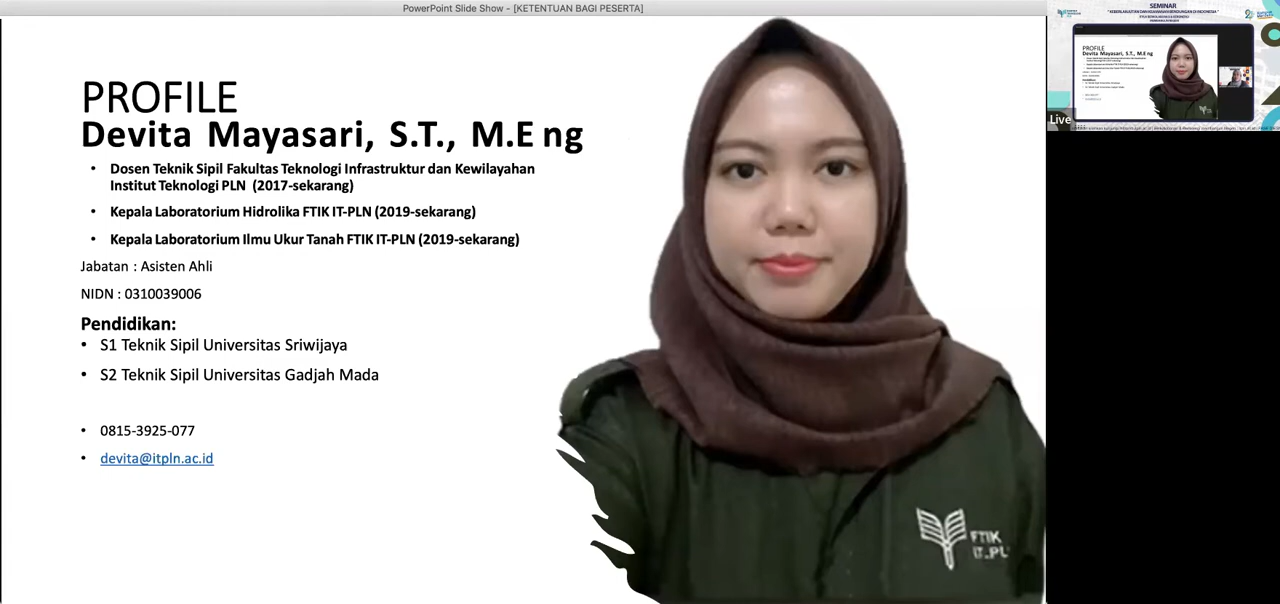 PowerPoint Slide Show - [KETENTUAN BAGI PESERTA]
PROFILE
Devita Mayasari, S.T., M.Eng
• Dosen Teknik Sipil Fakultas Teknologi Infrastruktur dan Kewilayahan
Institut Teknologi PLN (2017-sekarang)
• Kepala Laboratorium Hidrolika FTIK IT-PLN (2019-sekarang)
• Kepala Laboratorium Ilmu Ukur Tanah FTIK IT-PLN (2019-sekarang)
Jabatan : Asisten Ahli
NIDN : 0310039006
Pendidikan:
• S1 Teknik Sipil Universitas Sriwijaya
• S2 Teknik Sipil Universitas Gadjah Mada
• 0815-3925-077
• devita@itpln.ac.id
FTIK
IT.PL
SEMINAR
PROFILE
Devita Mayasari, S.T., M.Eng
Live